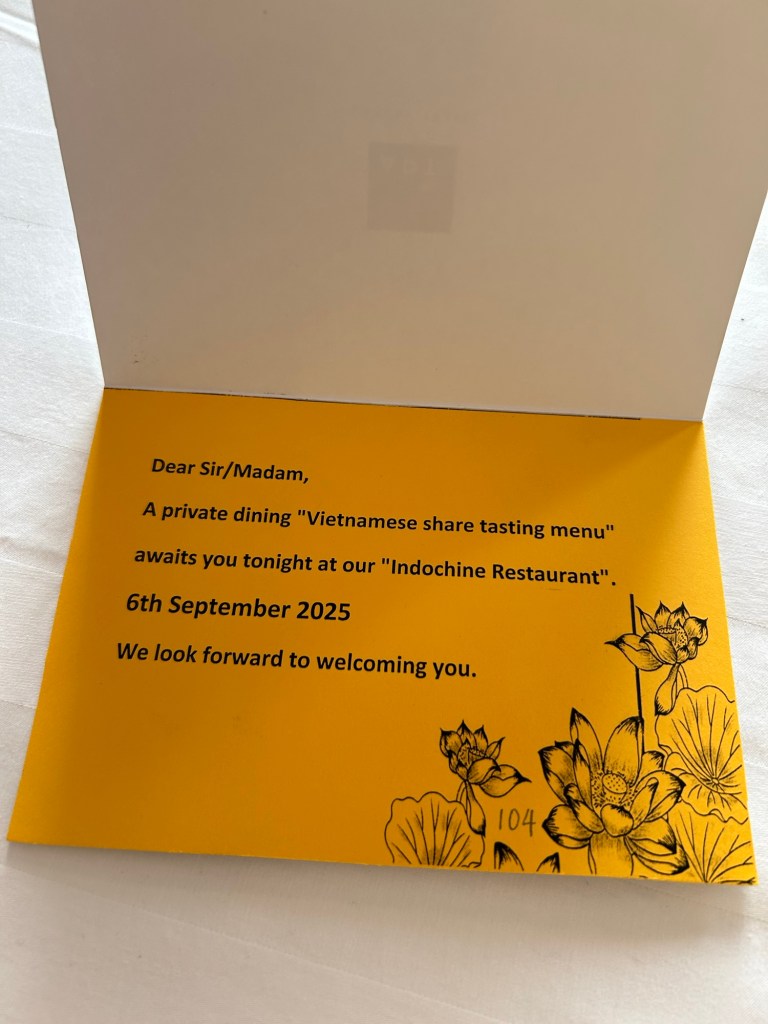 Dear Sir/Madam,
A private dining "Vietnamese share tasting menu"
awaits you tonight at our "Indochine Restaurant".
6th September 2025
We look forward to welcoming you.
104